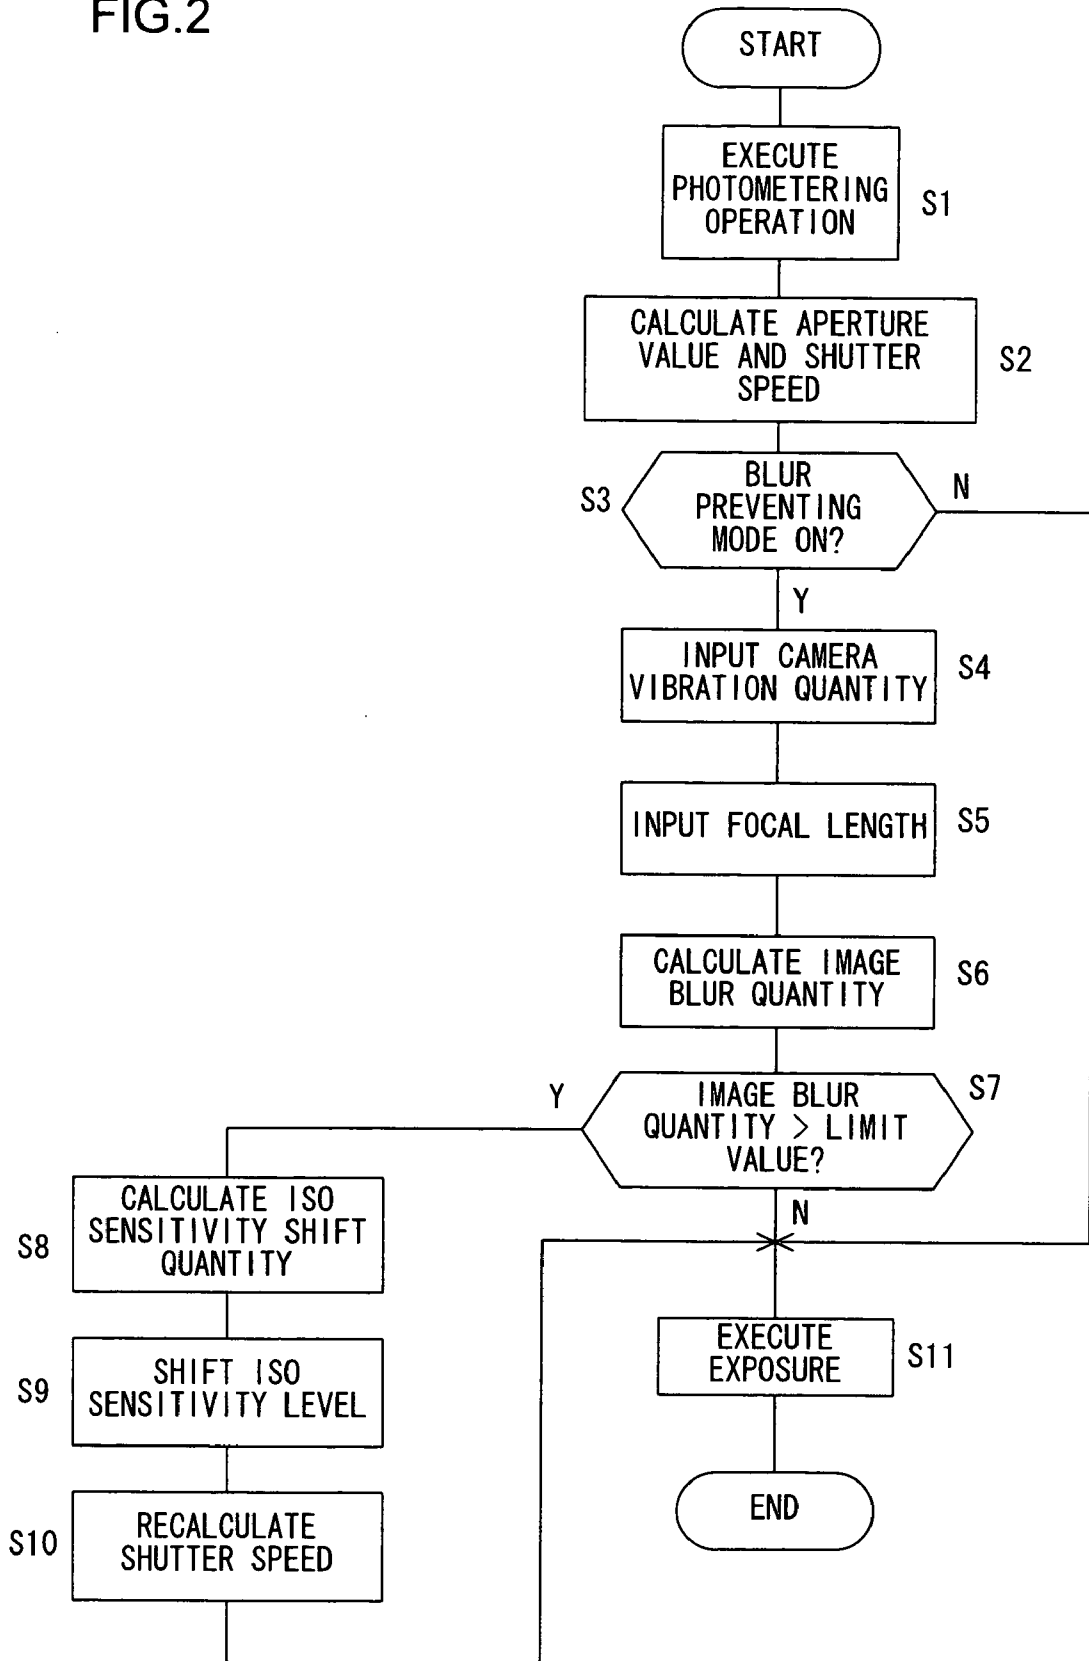 FIG.2
START
EXECUTE
PHOTOMETERING
OPERATION
S1
CALCULATE APERTURE
VALUE AND SHUTTER
SPEED
S2
S3
BLUR
PREVENTING
MODE ON?
N
Y
INPUT CAMERA
VIBRATION QUANTITY
S4
INPUT FOCAL LENGTH
S5
CALCULATE IMAGE
BLUR QUANTITY
S6
Y
IMAGE BLUR
QUANTITY > LIMIT
VALUE?
S7
N
S8
CALCULATE ISO
SENSITIVITY SHIFT
QUANTITY
S9
SHIFT ISO
SENSITIVITY LEVEL
S10
RECALCULATE
SHUTTER SPEED
EXECUTE
EXPOSURE
S11
END